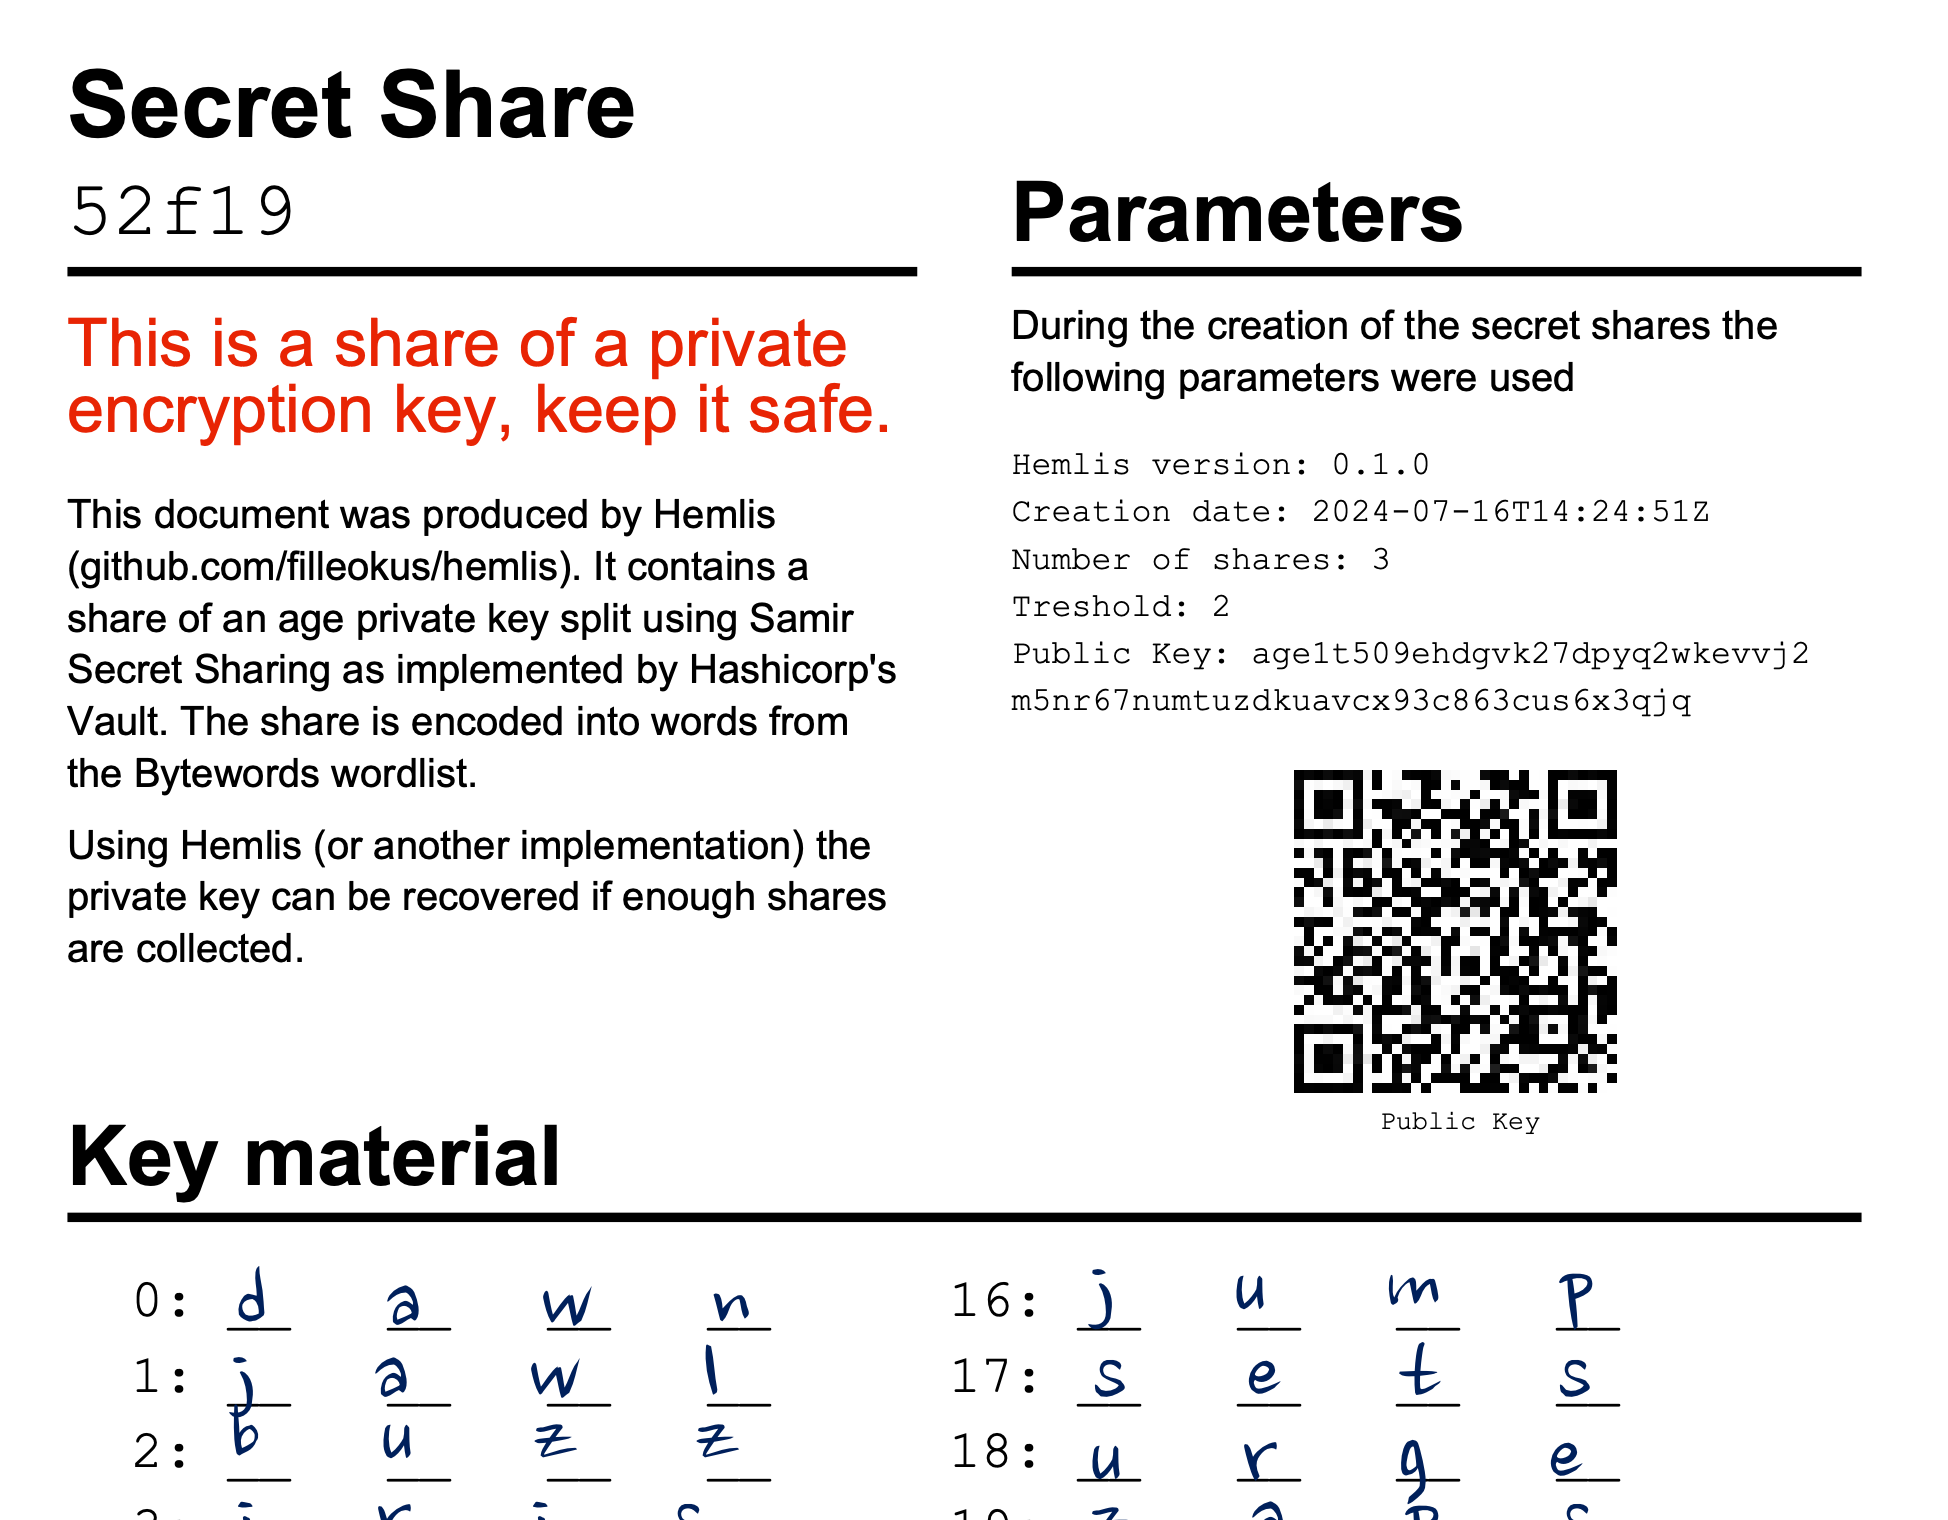 Secret Share
52f19
This is a share of a private
encryption key, keep it safe.
This document was produced by Hemlis
(github.com/filleokus/hemlis). It contains a
share of an age private key split using Samir
Secret Sharing as implemented by Hashicorp's
Vault. The share is encoded into words from
the Bytewords wordlist.
Using Hemlis (or another implementation) the
private key can be recovered if enough shares
are collected.
Parameters
During the creation of the secret shares the
following parameters were used
Hemlis version: 0.1.0
Creation date: 2024-07-16T14:24:51Z
Number of shares: 3
Treshold: 2
Public Key: age1t509ehdgvk27dpyq2wkevvj2
m5nr67numtuzdkuavcx93c863cus6x3qjq
Public Key
Key material
0: d a w n
1: j a w l
2: b u z z
16: j u m p
17: s e t s
18: u r g e